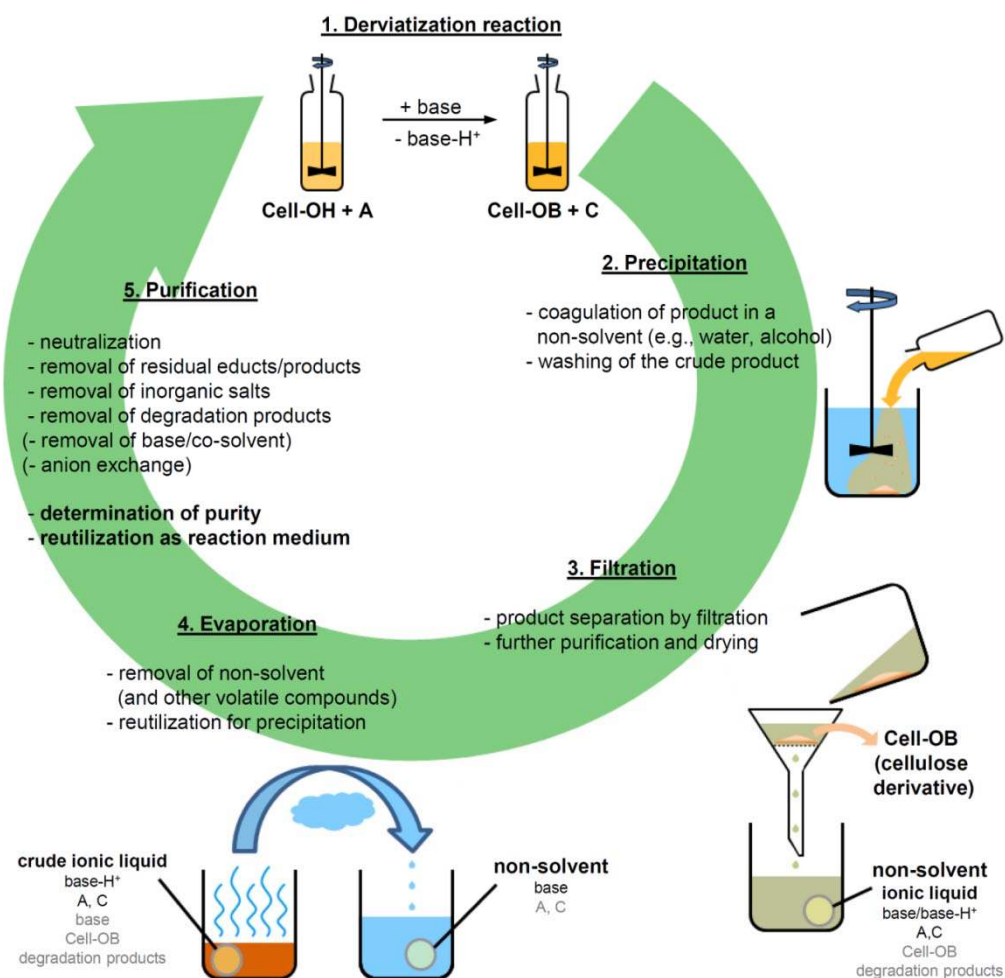 1. Derviatization reaction
+ base
- base-H⁺
Cell-OH + A
Cell-OB + C
2. Precipitation
- coagulation of product in a
non-solvent (e.g., water, alcohol)
- washing of the crude product
3. Filtration
- product separation by filtration
- further purification and drying
Cell-OB
(cellulose
derivative)
non-solvent
ionic liquid
base/base-H⁺
A,C
Cell-OB
degradation products
4. Evaporation
- removal of non-solvent
(and other volatile compounds)
- reutilization for precipitation
crude ionic liquid
base-H⁺
A, C
base
Cell-OB
degradation products
non-solvent
base
A, C
5. Purification
- neutralization
- removal of residual educts/products
- removal of inorganic salts
- removal of degradation products
(- removal of base/co-solvent)
(- anion exchange)
- determination of purity
- reutilization as reaction medium